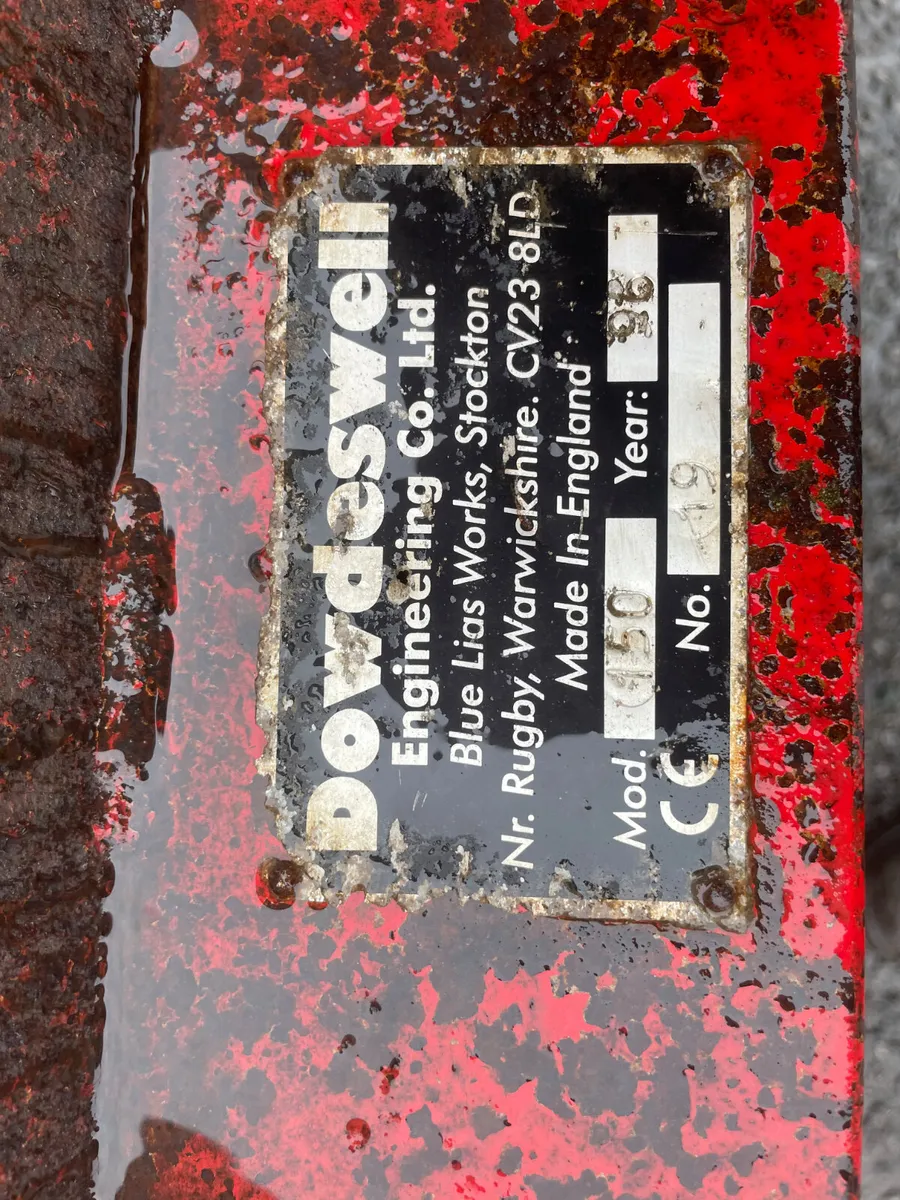 Dowdeswell
Engineering Co. Ltd.
Blue Lias Works, Stockton
Nr. Rugby, Warwickshire. CV23 8LD
Made In England
Mod. 150 Year:
CE No. 19